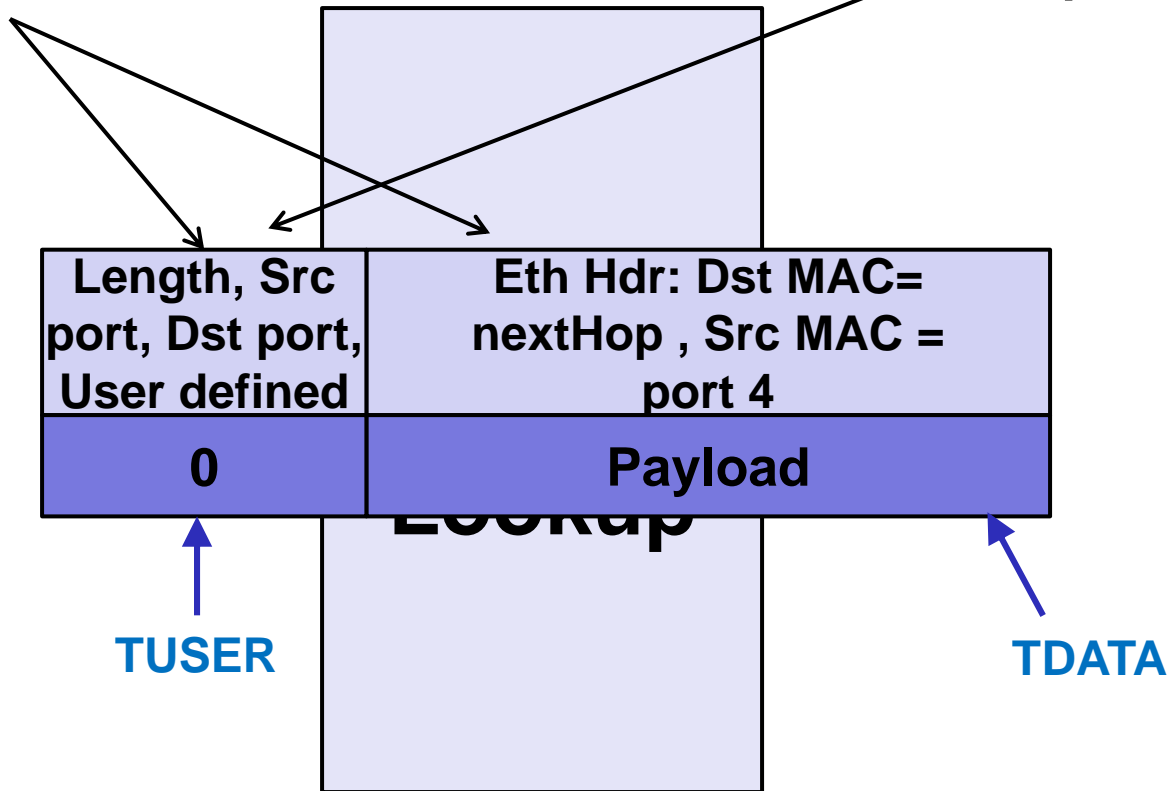 Length, Src
port, Dst port,
User defined
Eth Hdr: Dst MAC=
nextHop , Src MAC =
port 4
0
Payload
Lookup
TUSER
TDATA